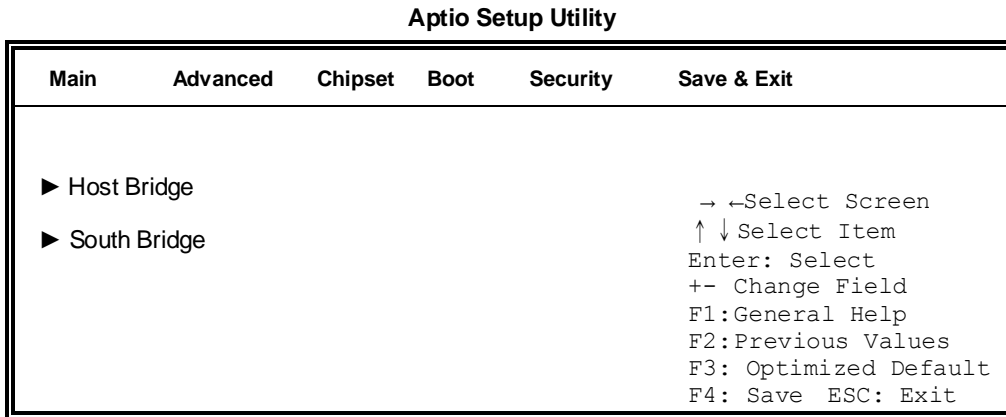 Aptio Setup Utility
Main Advanced Chipset Boot Security Save & Exit
► Host Bridge
► South Bridge
→ ←Select Screen
↑ ↓ Select Item
Enter: Select
+- Change Field
F1:General Help
F2:Previous Values
F3: Optimized Default
F4: Save ESC: Exit